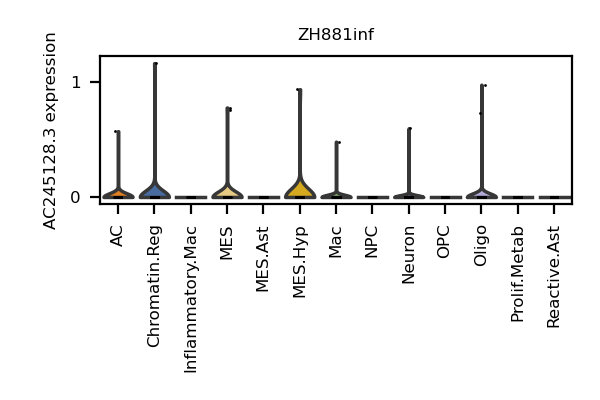 ZH881inf
AC245128.3 expression
1
0
AC
Chromatin.Reg
Inflammatory.Mac
MES
MES.Ast
MES.Hyp
Mac
NPC
Neuron
OPC
Oligo
Prolif.Metab
Reactive.Ast